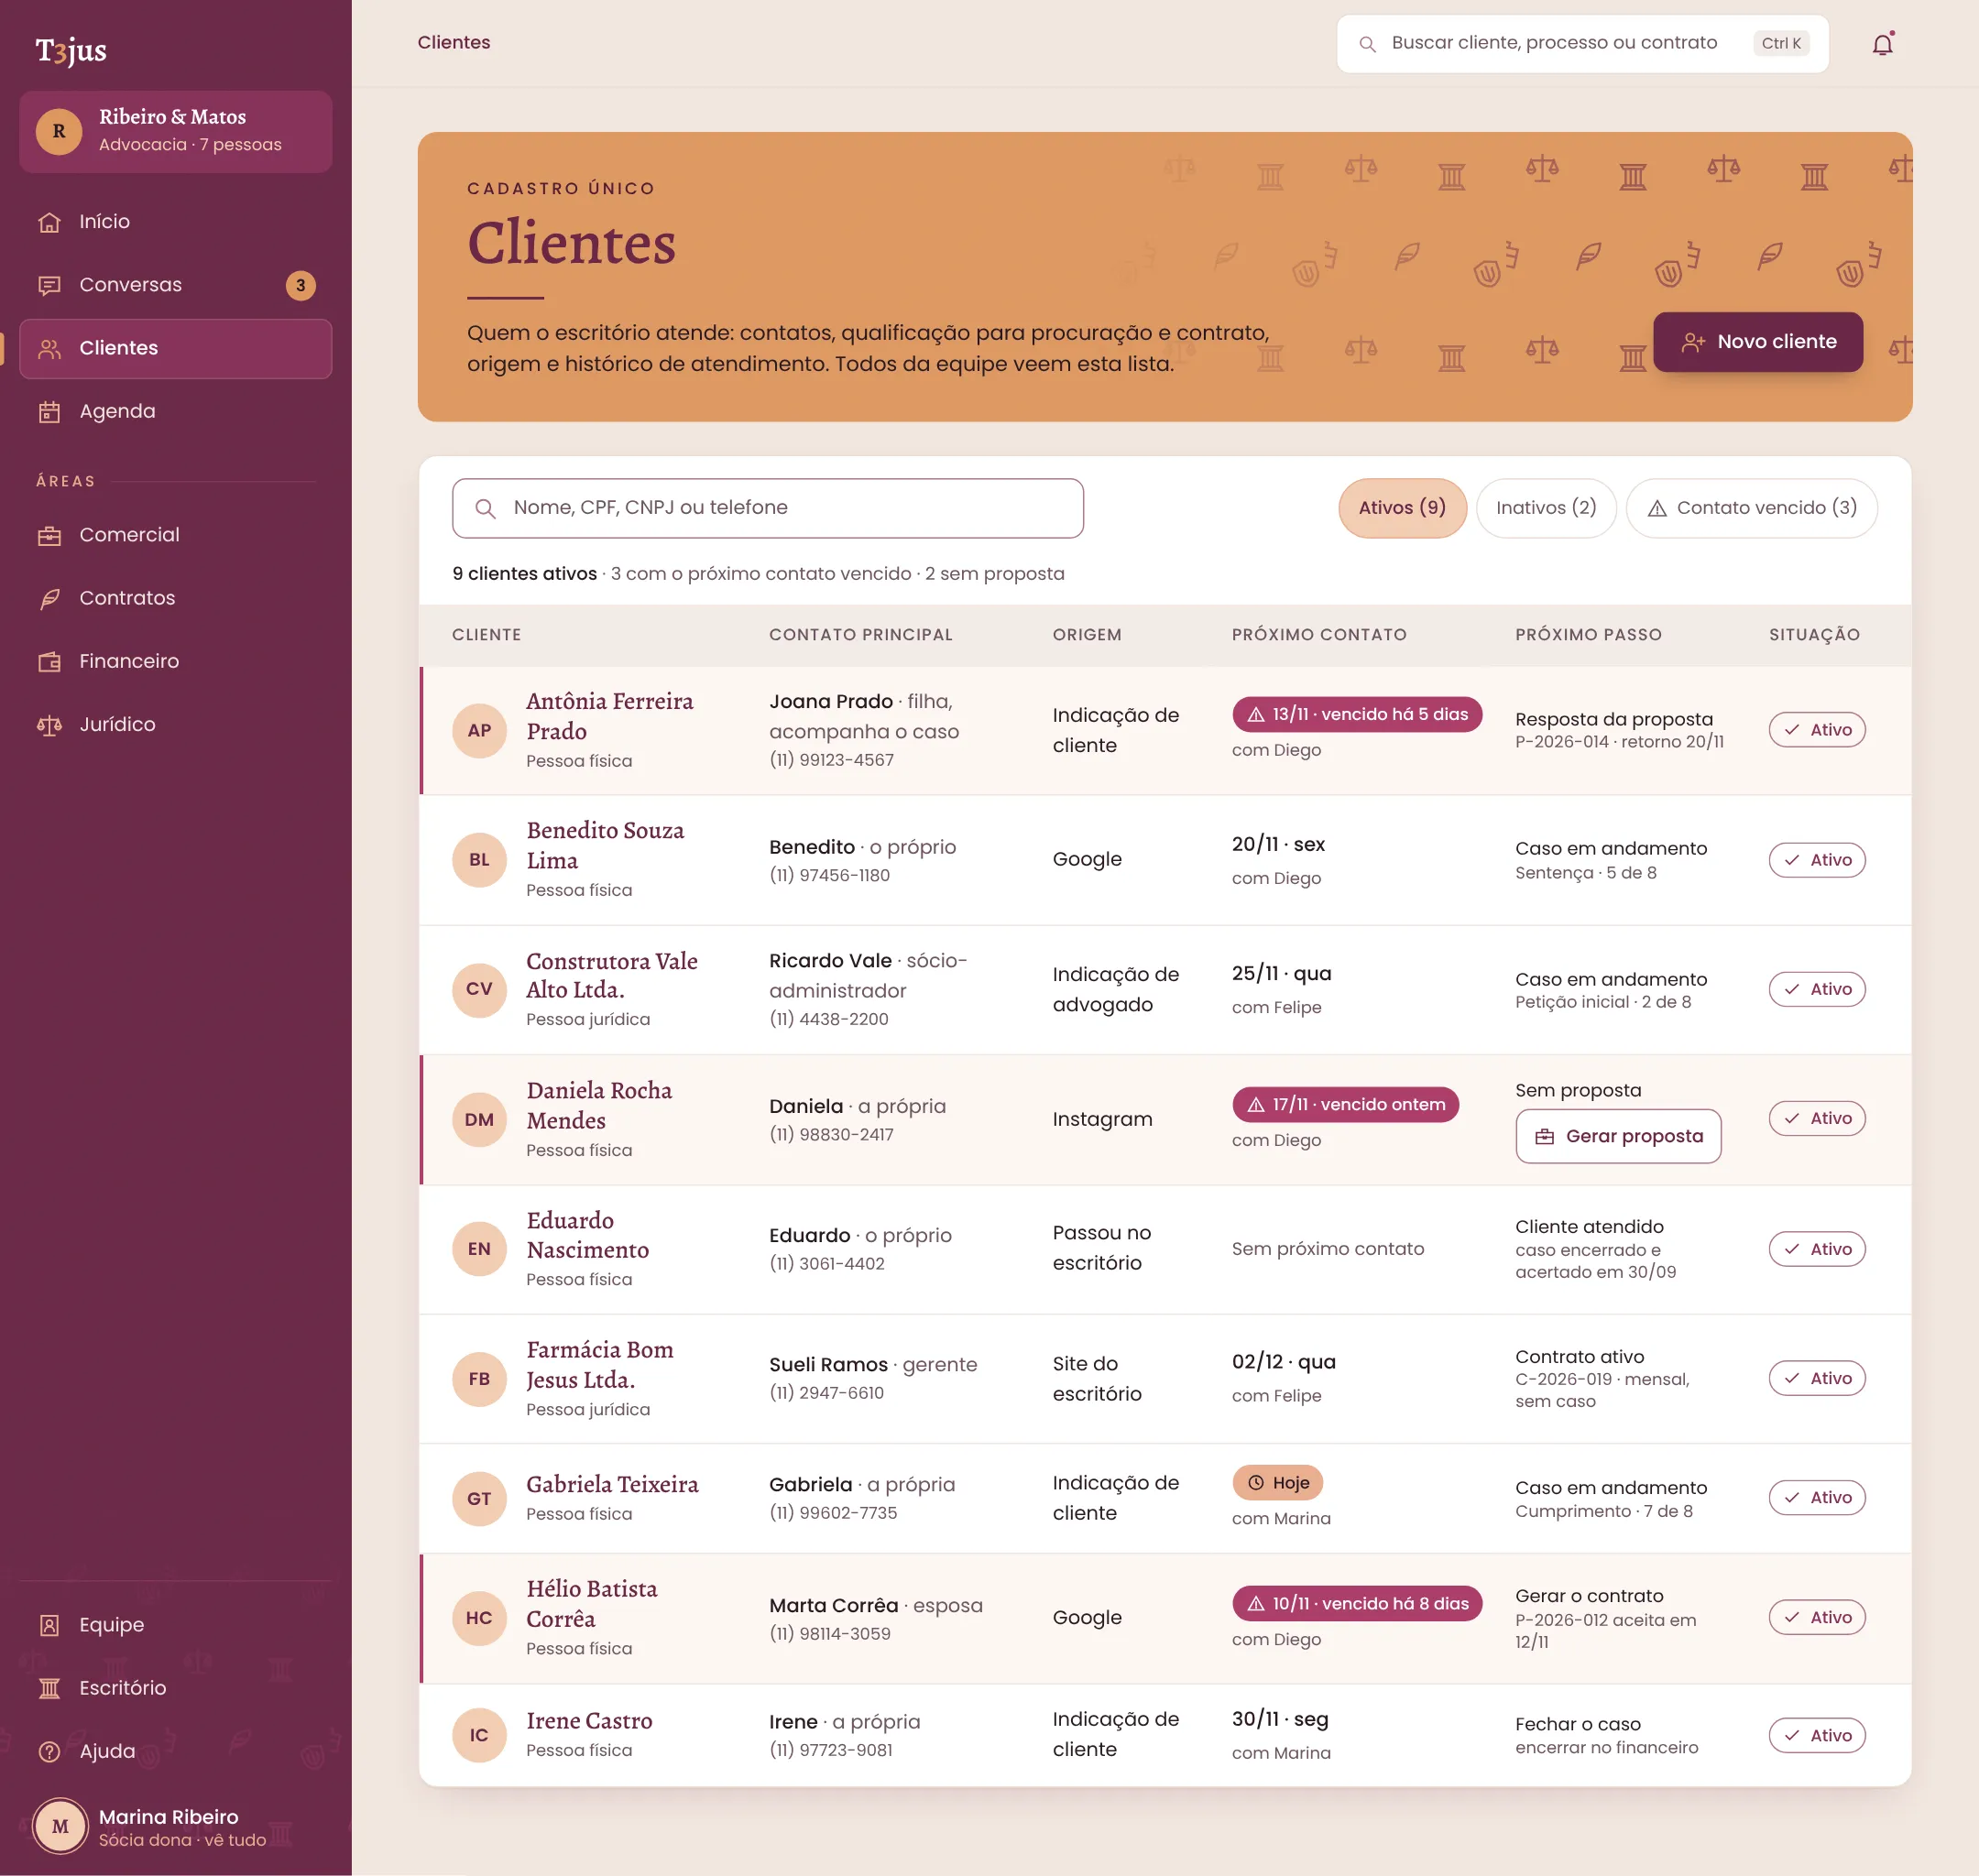 T3jus
R
Ribeiro & Matos
Advocacia · 7 pessoas
Início
Conversas
3
Clientes
Agenda
ÁREAS
Comercial
Contratos
Financeiro
Jurídico
Equipe
Escritório
Ajuda
M
Marina Ribeiro
Sócia dona · vê tudo
Clientes
Buscar cliente, processo ou contrato
Ctrl K
CADASTRO ÚNICO
Clientes
Quem o escritório atende: contatos, qualificação para procuração e contrato,
origem e histórico de atendimento. Todos da equipe veem esta lista.
Novo cliente
Nome, CPF, CNPJ ou telefone
Ativos (9)
Inativos (2)
Contato vencido (3)
9 clientes ativos · 3 com o próximo contato vencido · 2 sem proposta
CLIENTE
CONTATO PRINCIPAL
ORIGEM
PRÓXIMO CONTATO
PRÓXIMO PASSO
SITUAÇÃO
AP
Antônia Ferreira
Prado
Pessoa física
Joana Prado · filha,
acompanha o caso
(11) 99123-4567
Indicação de
cliente
13/11 · vencido há 5 dias
com Diego
Resposta da proposta
P-2026-014 · retorno 20/11
Ativo
BL
Benedito Souza
Lima
Pessoa física
Benedito · o próprio
(11) 97456-1180
Google
20/11 · sex
com Diego
Caso em andamento
Sentença · 5 de 8
Ativo
CV
Construtora Vale
Alto Ltda.
Pessoa jurídica
Ricardo Vale · sócio-
administrador
(11) 4438-2200
Indicação de
advogado
25/11 · qua
com Felipe
Caso em andamento
Petição inicial · 2 de 8
Ativo
DM
Daniela Rocha
Mendes
Pessoa física
Daniela · a própria
(11) 98830-2417
Instagram
17/11 · vencido ontem
com Diego
Sem proposta
Gerar proposta
Ativo
EN
Eduardo
Nascimento
Pessoa física
Eduardo · o próprio
(11) 3061-4402
Passou no
escritório
Sem próximo contato
Cliente atendido
caso encerrado e
acertado em 30/09
Ativo
FB
Farmácia Bom
Jesus Ltda.
Pessoa jurídica
Sueli Ramos · gerente
(11) 2947-6610
Site do
escritório
02/12 · qua
com Felipe
Contrato ativo
C-2026-019 · mensal,
sem caso
Ativo
GT
Gabriela Teixeira
Pessoa física
Gabriela · a própria
(11) 99602-7735
Indicação de
cliente
Hoje
com Marina
Caso em andamento
Cumprimento · 7 de 8
Ativo
HC
Hélio Batista
Corrêa
Pessoa física
Marta Corrêa · esposa
(11) 98114-3059
Google
10/11 · vencido há 8 dias
com Diego
Gerar o contrato
P-2026-012 aceita em
12/11
Ativo
IC
Irene Castro
Pessoa física
Irene · a própria
(11) 97723-9081
Indicação de
cliente
30/11 · seg
com Marina
Fechar o caso
encerrar no financeiro
Ativo